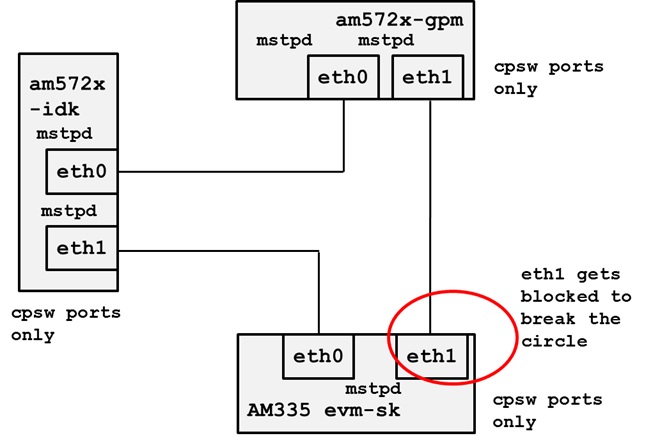 am572x-gpm
mstpd mstpd
eth0 eth1
cpsw ports
only
am572x
-idk
mstpd
eth0
mstpd
eth1
cpsw ports
only
eth1 gets
blocked to
break the
circle
eth0 eth1
mstpd
AM335 evm-sk
cpsw ports
only